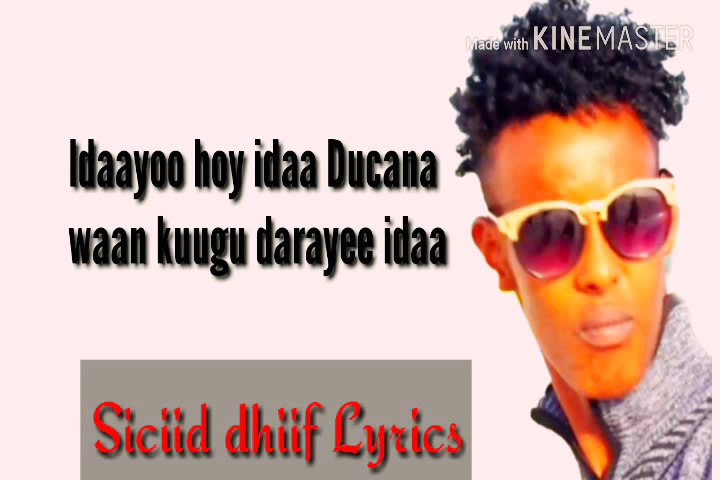 Made with KINEMASTER
Idaayoo hoy idaa Ducana
waan kuugu darayee idaa
Siciid dhiif Lyrics